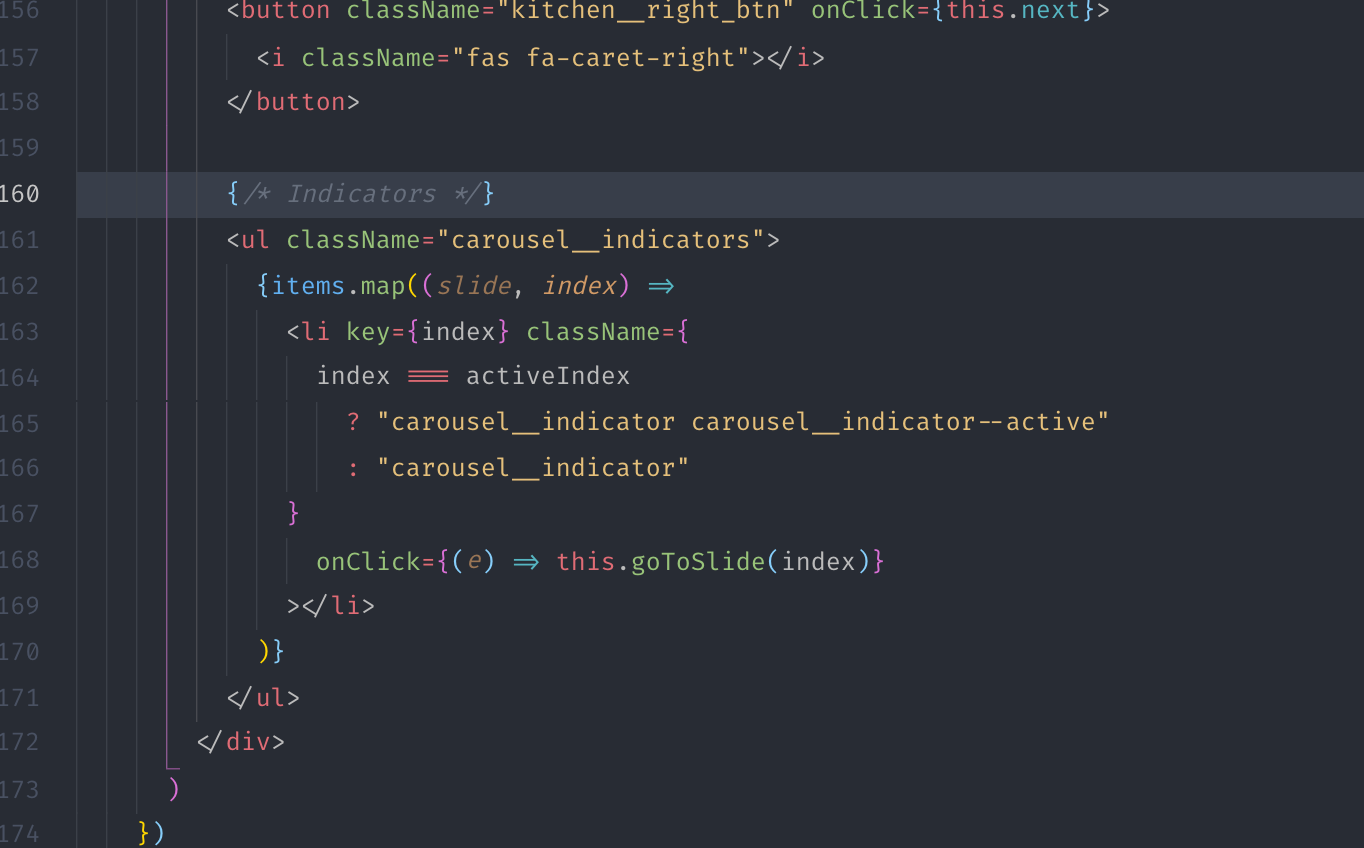 156 <button className="kitchen__right_btn" onClick={this.next}>
157 <i className="fas fa-caret-right"></i>
158 </button>
159
160 {/* Indicators */}
161 <ul className="carousel__indicators">
162 {items.map((slide, index) =>
163 <li key={index} className={
164 index === activeIndex
165 ? "carousel__indicator carousel__indicator--active"
166 : "carousel__indicator"
167 }
168 onClick={(e) => this.goToSlide(index)}
169 ></li>
170 )}
171 </ul>
172 </div>
173 )
174 })